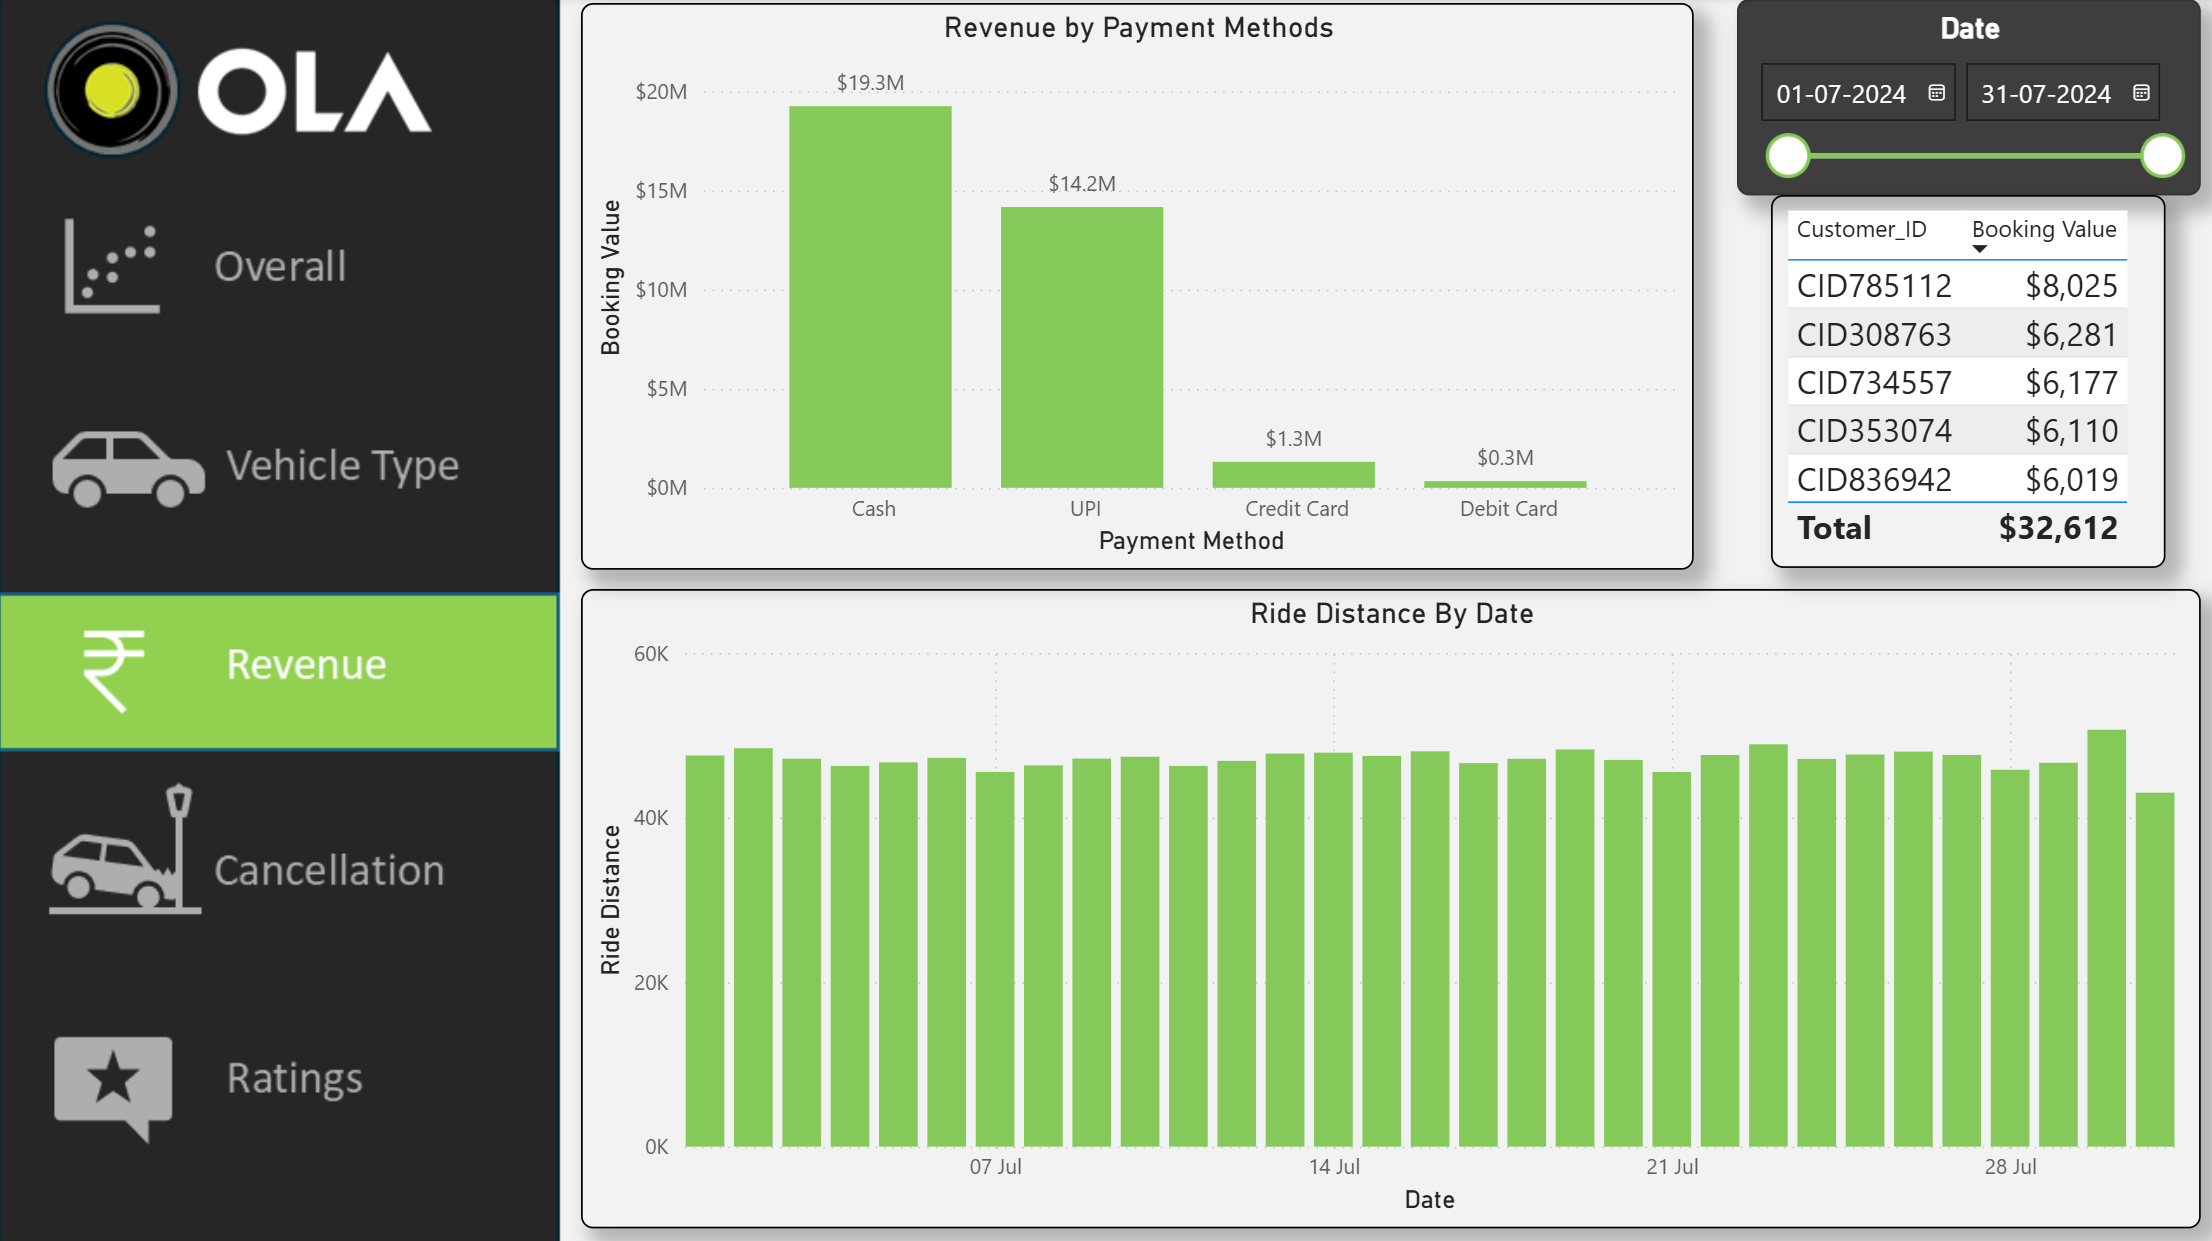 OLA
Overall
Vehicle Type
Revenue
Cancellation
Ratings
Revenue by Payment Methods
Booking Value
$20M
$15M
$10M
$5M
$0M
$19.3M
$14.2M
$1.3M
$0.3M
Cash
UPI
Credit Card
Debit Card
Payment Method
Date
01-07-2024
31-07-2024
Customer_ID Booking Value
CID785112 $8,025
CID308763 $6,281
CID734557 $6,177
CID353074 $6,110
CID836942 $6,019
Total $32,612
Ride Distance By Date
Ride Distance
60K
40K
20K
0K
07 Jul
14 Jul
21 Jul
28 Jul
Date